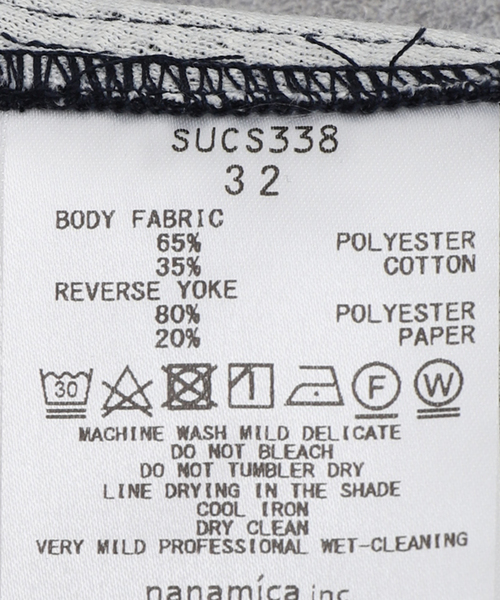 SUCS338
32
BODY FABRIC
65% POLYESTER
35% COTTON
REVERSE YOKE
80% POLYESTER
20% PAPER
30 F W
MACHINE WASH MILD DELICATE
DO NOT BLEACH
DO NOT TUMBLER DRY
LINE DRYING IN THE SHADE
COOL IRON
DRY CLEAN
VERY MILD PROFESSIONAL WET-CLEANING
nanamica inc